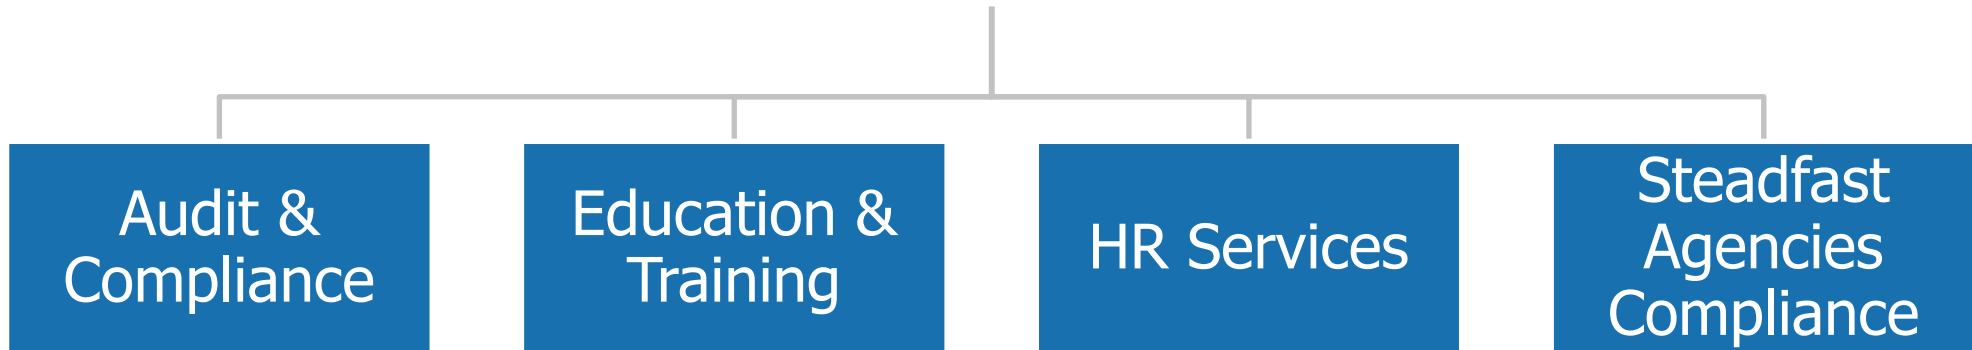 Audit &
Compliance
Education &
Training
HR Services
Steadfast
Agencies
Compliance